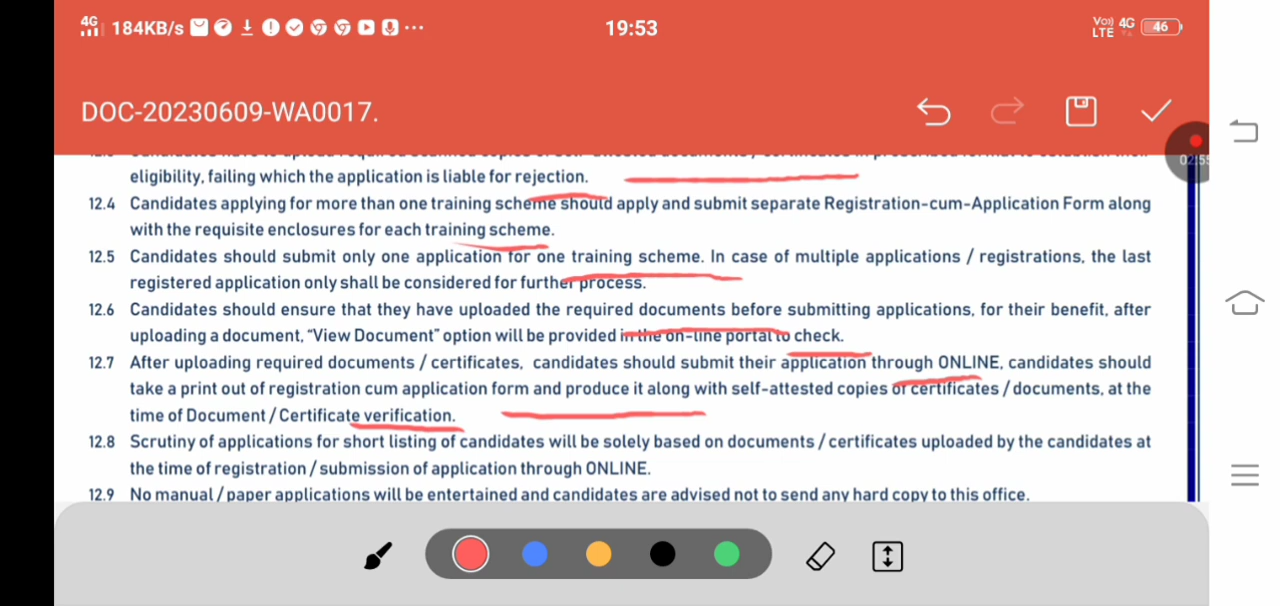 4G 184KB/s ... 19:53 Vo)) LTE 4G 46
DOC-20230609-WA0017.
02:55
eligibility, failing which the application is liable for rejection.
12.4 Candidates applying for more than one training scheme should apply and submit separate Registration-cum-Application Form along
with the requisite enclosures for each training scheme.
12.5 Candidates should submit only one application for one training scheme. In case of multiple applications / registrations, the last
registered application only shall be considered for further process.
12.6 Candidates should ensure that they have uploaded the required documents before submitting applications, for their benefit, after
uploading a document, “View Document” option will be provided in the on-line portal to check.
12.7 After uploading required documents / certificates, candidates should submit their application through ONLINE, candidates should
take a print out of registration cum application form and produce it along with self-attested copies of certificates / documents, at the
time of Document / Certificate verification.
12.8 Scrutiny of applications for short listing of candidates will be solely based on documents / certificates uploaded by the candidates at
the time of registration / submission of application through ONLINE.
12.9 No manual / paper applications will be entertained and candidates are advised not to send any hard copy to this office.